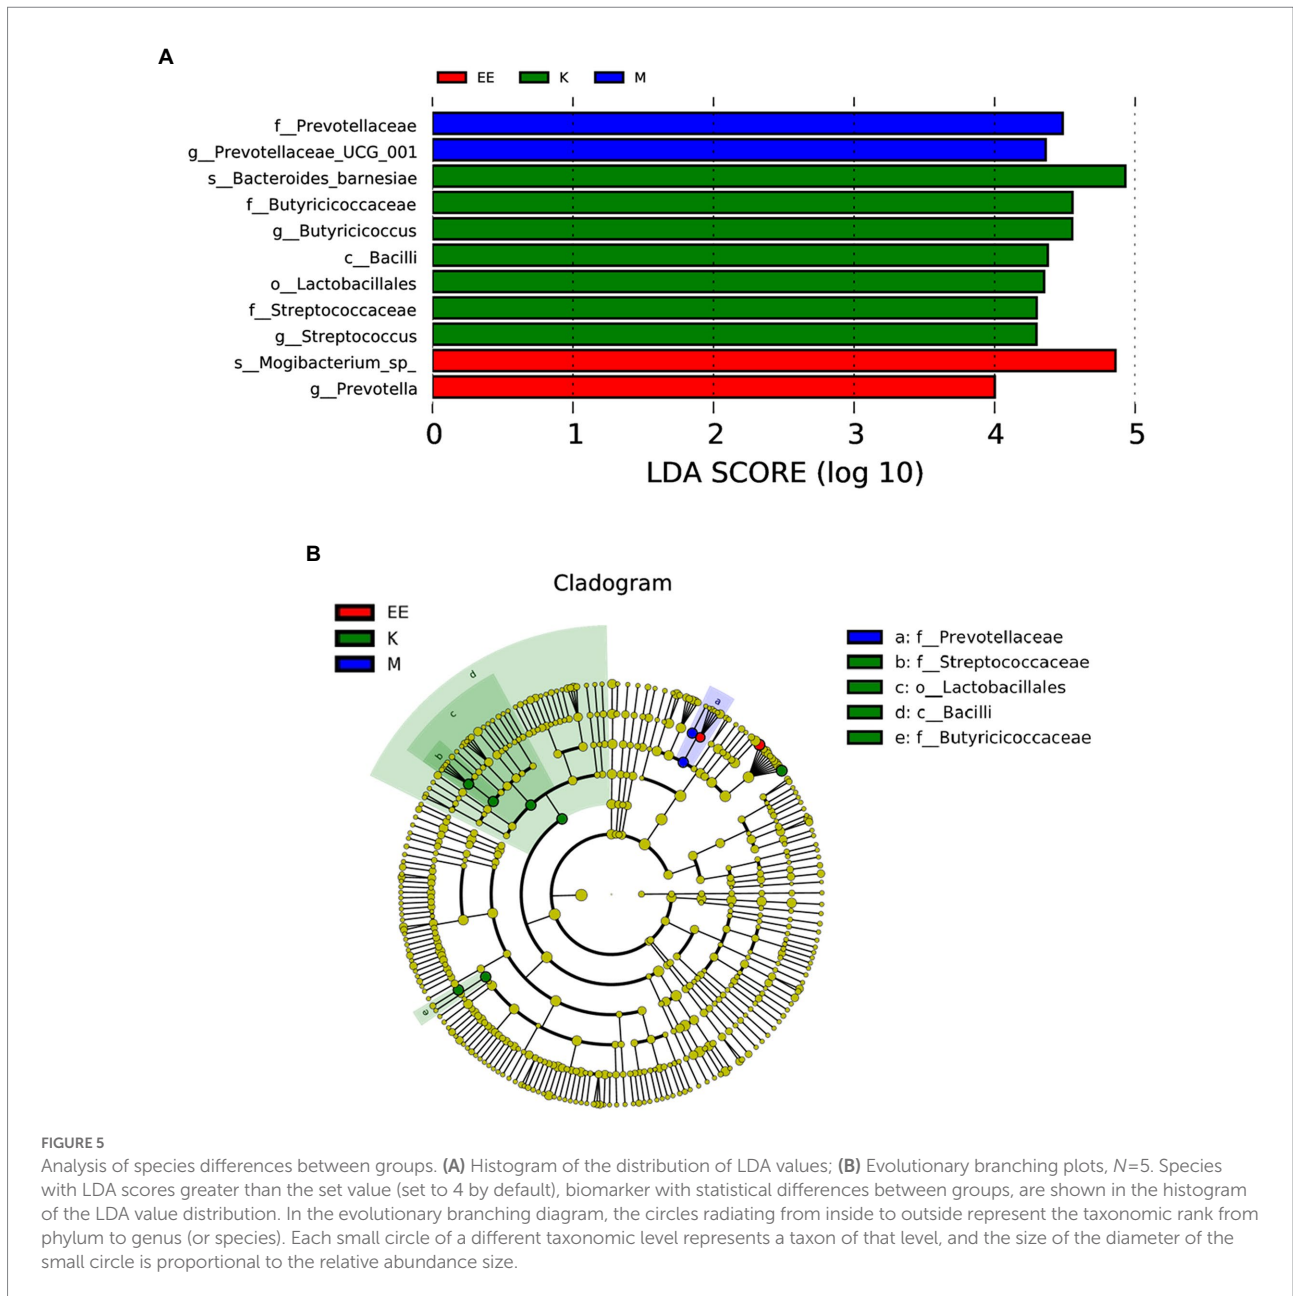 A
EE K M
f__Prevotellaceae
g__Prevotellaceae_UCG_001
s__Bacteroides_barnesiae
f__Butyricicoccaceae
g__Butyricicoccus
c__Bacilli
o__Lactobacillales
f__Streptococcaceae
g__Streptococcus
s__Mogibacterium_sp_
g__Prevotella
0 1 2 3 4 5
LDA SCORE (log 10)
B
Cladogram
EE
K
M
a: f__Prevotellaceae
b: f__Streptococcaceae
c: o__Lactobacillales
d: c__Bacilli
e: f__Butyricicoccaceae
d
c
b
a
e
FIGURE 5
Analysis of species differences between groups. (A) Histogram of the distribution of LDA values; (B) Evolutionary branching plots, N=5. Species
with LDA scores greater than the set value (set to 4 by default), biomarker with statistical differences between groups, are shown in the histogram
of the LDA value distribution. In the evolutionary branching diagram, the circles radiating from inside to outside represent the taxonomic rank from
phylum to genus (or species). Each small circle of a different taxonomic level represents a taxon of that level, and the size of the diameter of the
small circle is proportional to the relative abundance size.